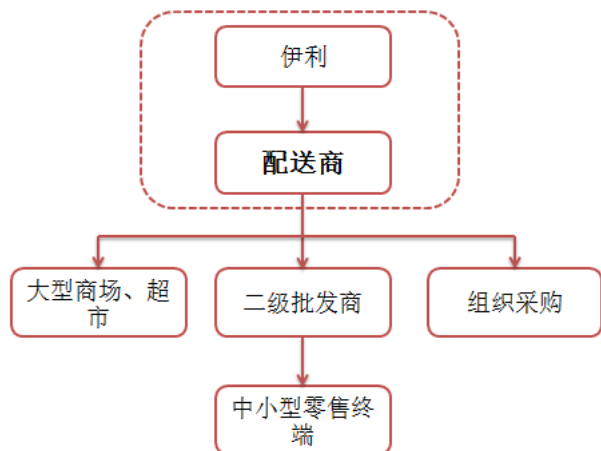 伊利
配送商
大型商场、超
市
二级批发商
组织采购
中小型零售终
端